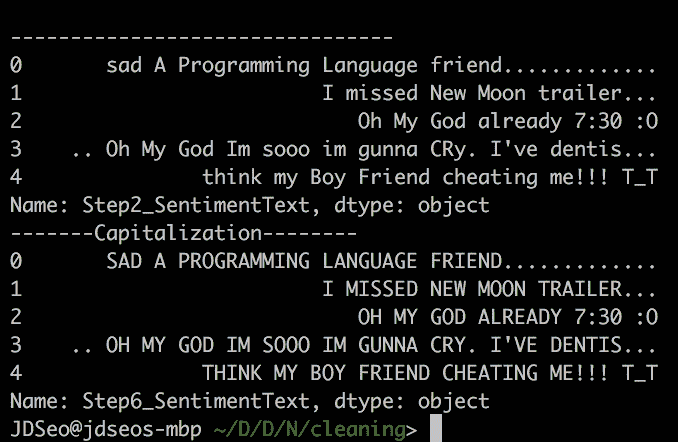 --------------------------------
0       sad A Programming Language friend.............
1                         I missed New Moon trailer...
2                            Oh My God already 7:30 :O
3    .. Oh My God Im sooo im gunna CRy. I've dentis...
4               think my Boy Friend cheating me!!! T_T
Name: Step2_SentimentText, dtype: object
-------Capitalization--------
0       SAD A PROGRAMMING LANGUAGE FRIEND.............
1                         I MISSED NEW MOON TRAILER...
2                            OH MY GOD ALREADY 7:30 :O
3    .. OH MY GOD IM SOOO IM GUNNA CRY. I'VE DENTIS...
4               THINK MY BOY FRIEND CHEATING ME!!! T_T
Name: Step6_SentimentText, dtype: object
JDSeo@jdseos-mbp ~/D/D/N/cleaning>